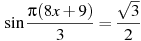 sin π(8x+9)/3 = √3/2